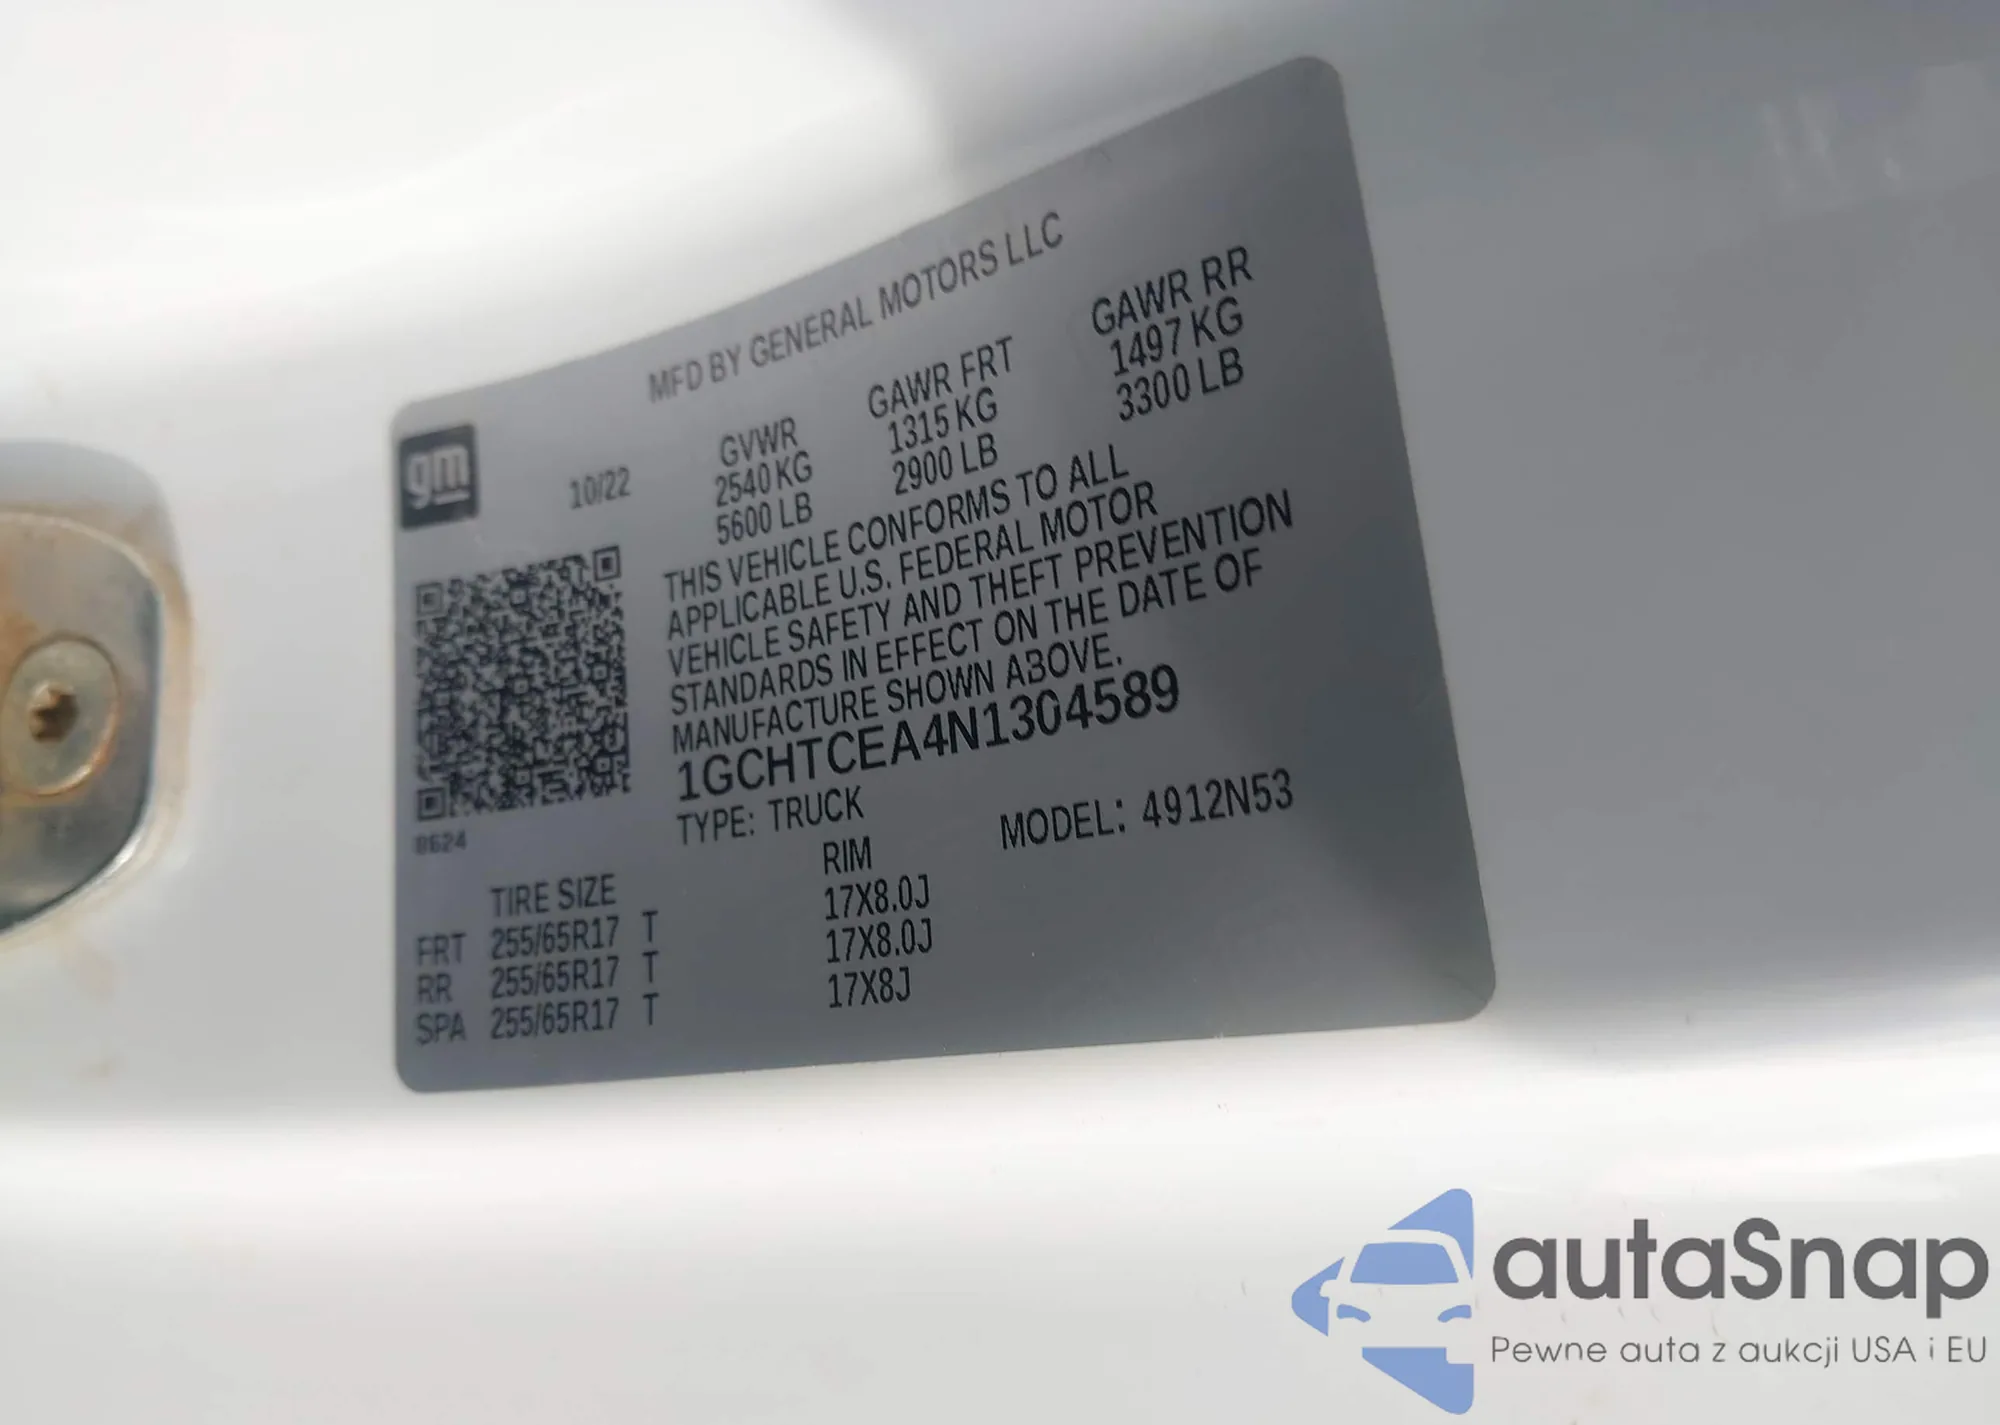 MFD BY GENERAL MOTORS LLC
gm
10/22
GVWR GAWR FRT GAWR RR
2540 KG 1315 KG 1497 KG
5600 LB 2900 LB 3300 LB
THIS VEHICLE CONFORMS TO ALL
APPLICABLE U.S. FEDERAL MOTOR
VEHICLE SAFETY AND THEFT PREVENTION
STANDARDS IN EFFECT ON THE DATE OF
MANUFACTURE SHOWN ABOVE.
1GCHTCEA4N1304589
TYPE: TRUCK MODEL: 4912N53
8624
TIRE SIZE RIM
FRT 255/65R17 T 17X8.0J
RR 255/65R17 T 17X8.0J
SPA 255/65R17 T 17X8J
autaSnap
Pewne auta z aukcji USA i EU